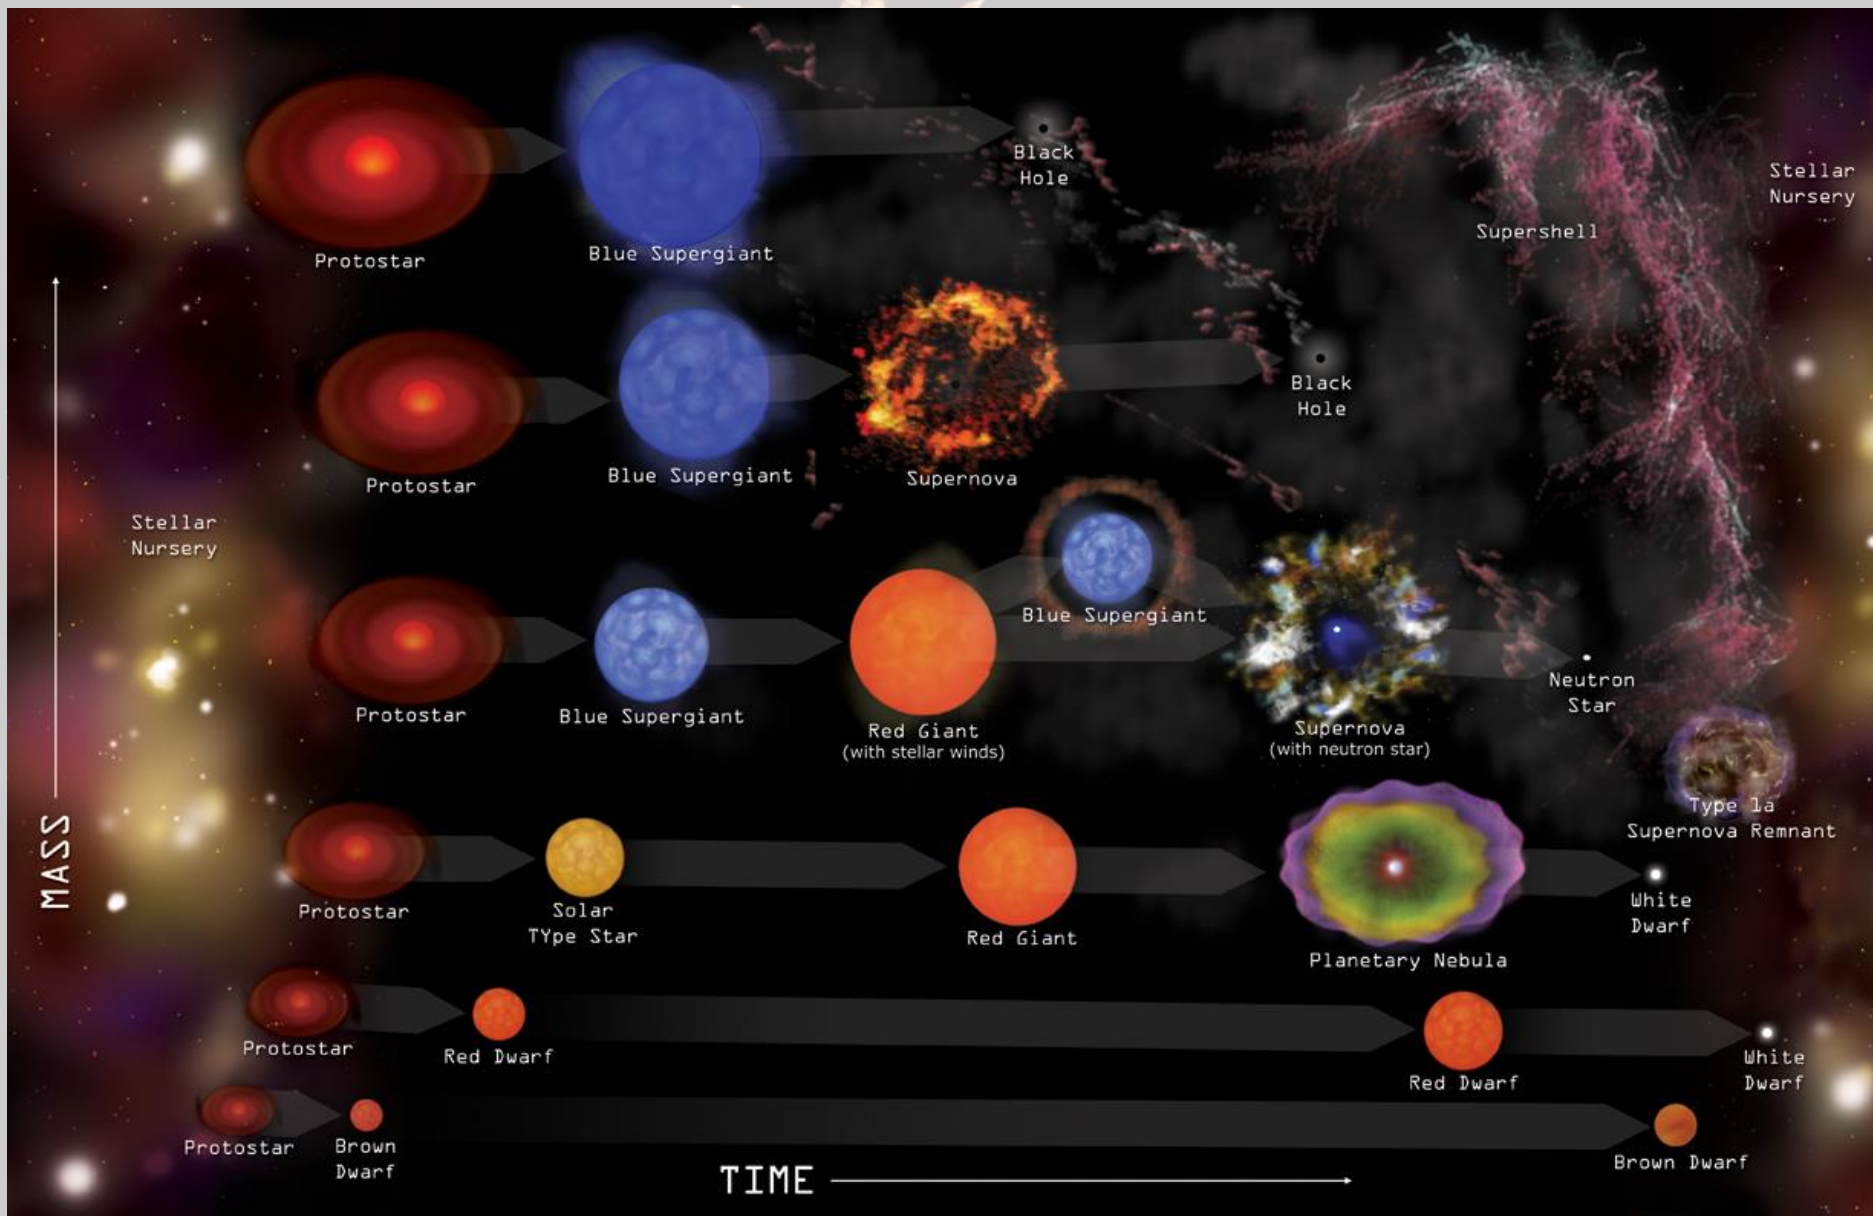 Protostar
Blue Supergiant
Black
Hole
Supershell
Stellar
Nursery
Protostar
Blue Supergiant
Supernova
Black
Hole
Stellar
Nursery
Protostar
Blue Supergiant
Red Giant
(with stellar winds)
Blue Supergiant
Supernova
(with neutron star)
Neutron
Star
Type 1a
Supernova Remnant
MASS
Protostar
Solar
TYpe Star
Red Giant
Planetary Nebula
White
Dwarf
Protostar
Red Dwarf
Red Dwarf
White
Dwarf
Protostar
Brown
Dwarf
Brown Dwarf
TIME